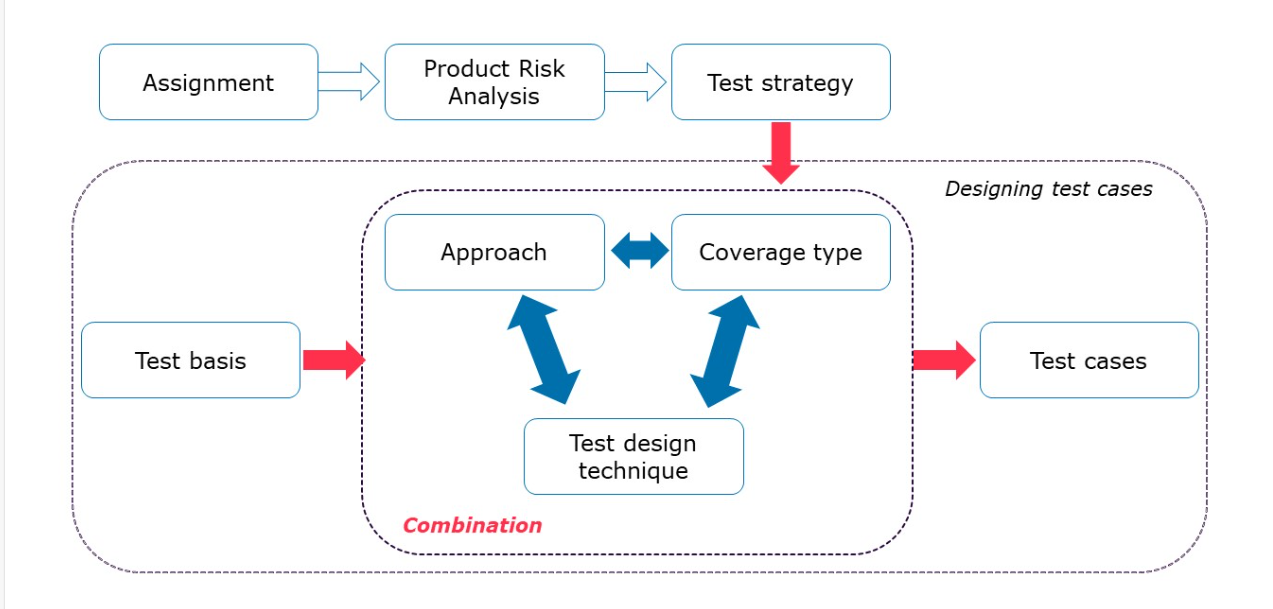 Assignment
Product Risk
Analysis
Test strategy
Designing test cases
Approach
Coverage type
Test basis
Test cases
Test design
technique
Combination